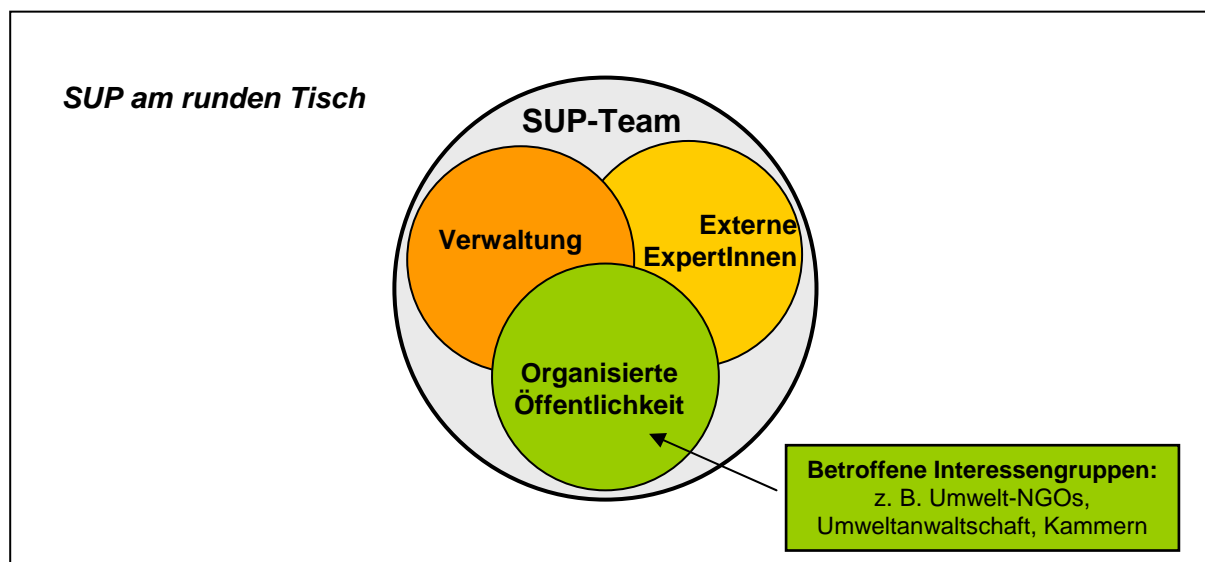 SUP am runden Tisch
SUP-Team
Verwaltung
Externe
ExpertInnen
Organisierte
Öffentlichkeit
Betroffene Interessengruppen:
z. B. Umwelt-NGOs,
Umweltanwaltschaft, Kammern